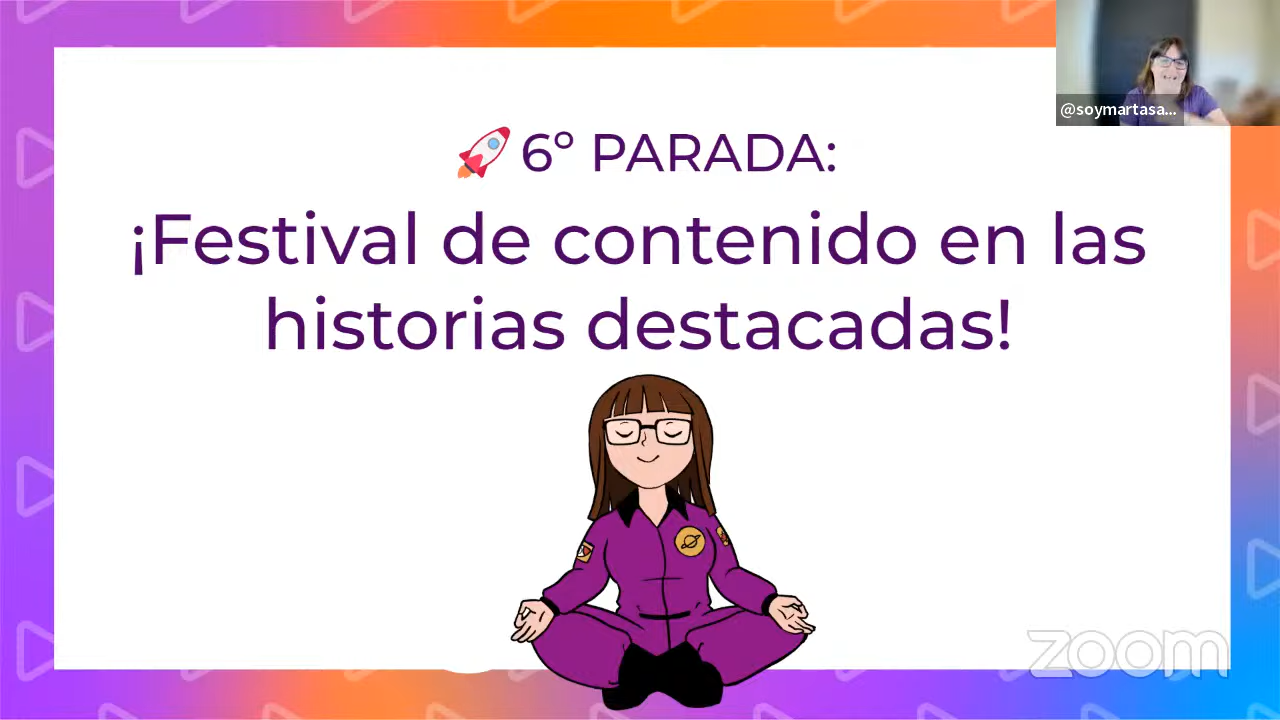 @soymartasa...
🚀 6º PARADA:
¡Festival de contenido en las
historias destacadas!
zoom